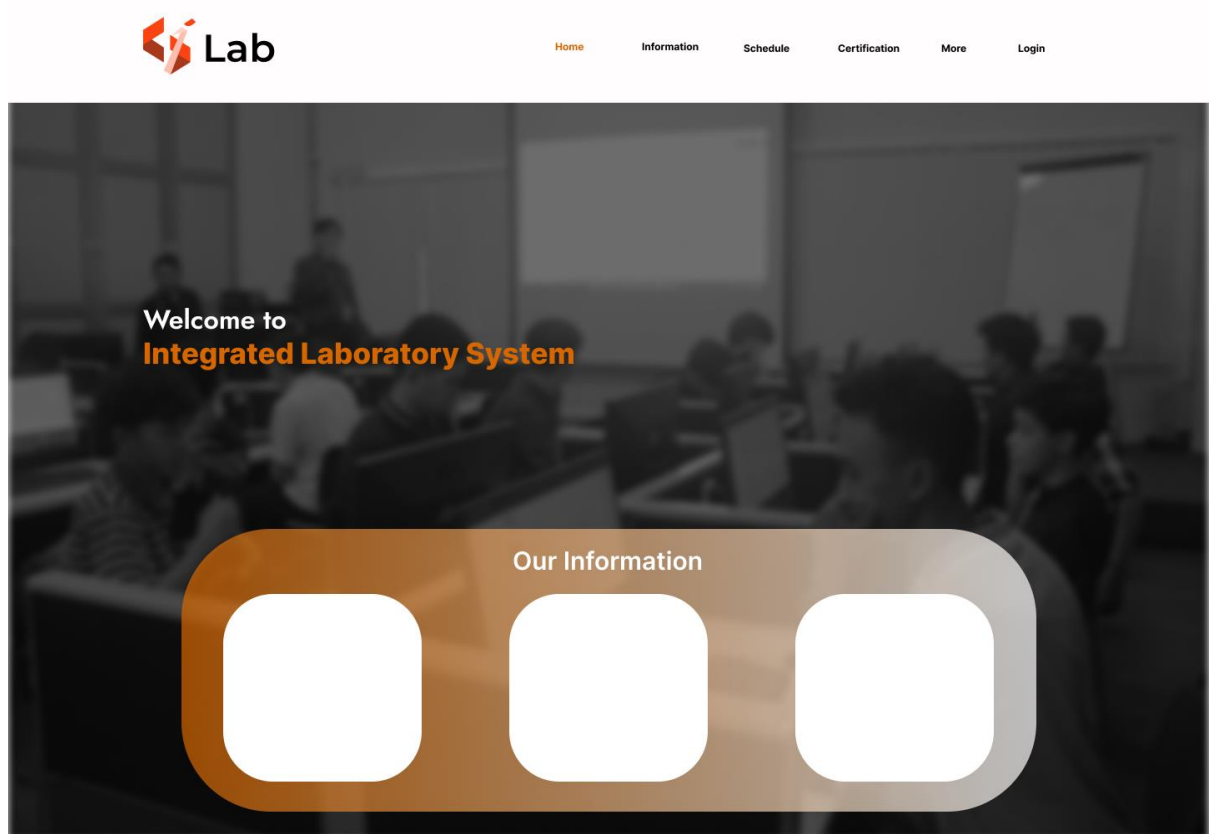 Lab
Home Information Schedule Certification More Login
Welcome to
Integrated Laboratory System
Our Information